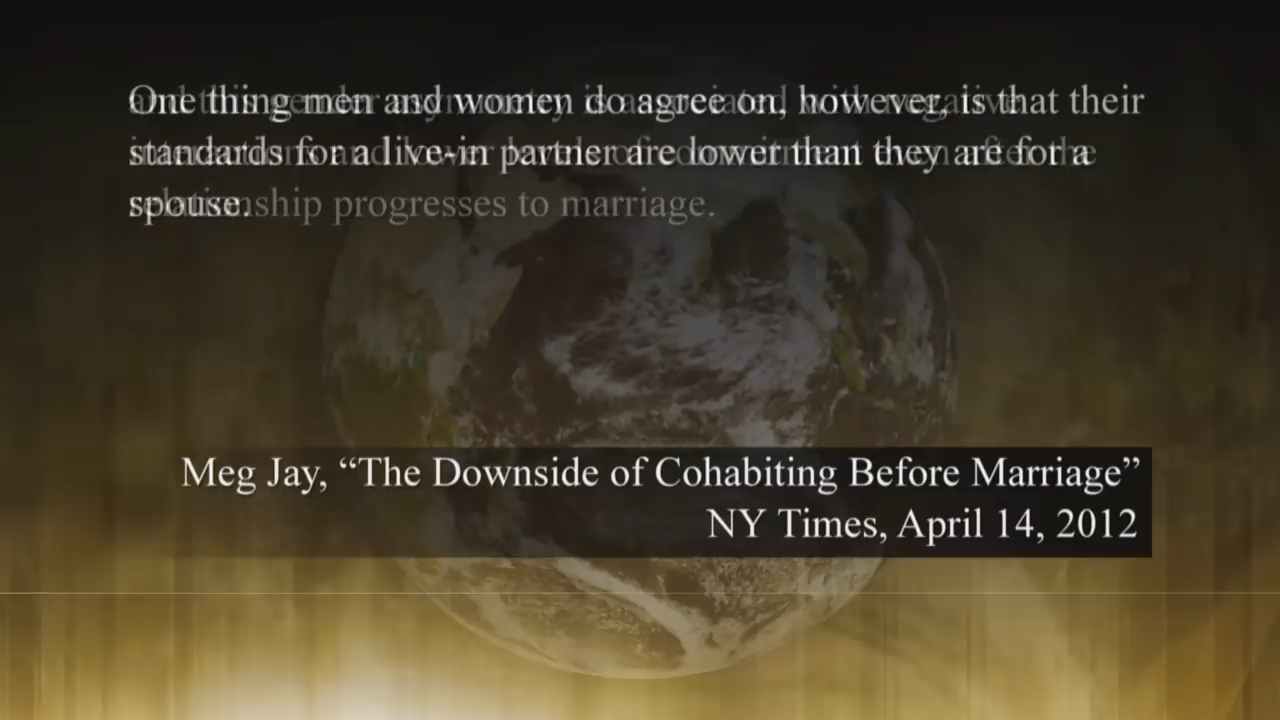 One thing men and women do agree on, however, is that their
standards for a live-in partner are lower than they are for a
spouse.
relationship progresses to marriage.
Meg Jay, “The Downside of Cohabiting Before Marriage”
NY Times, April 14, 2012